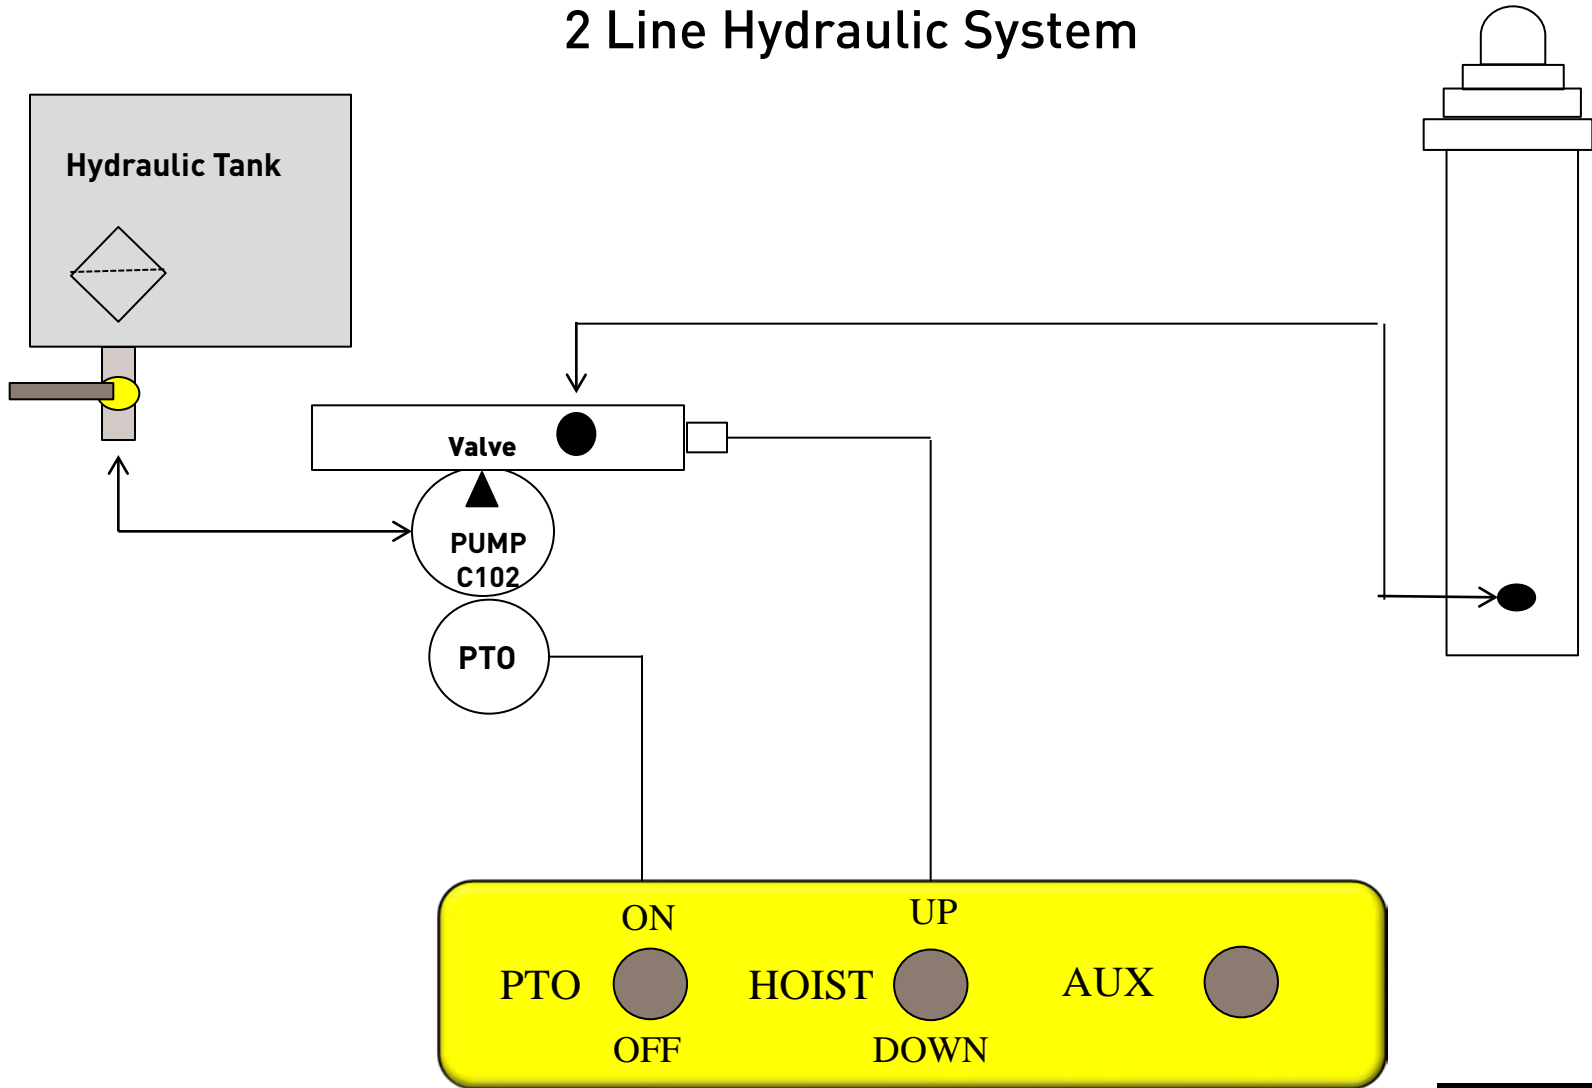 2 Line Hydraulic System
Hydraulic Tank
Valve
PUMP
C102
PTO
ON
UP
PTO
HOIST
AUX
OFF
DOWN